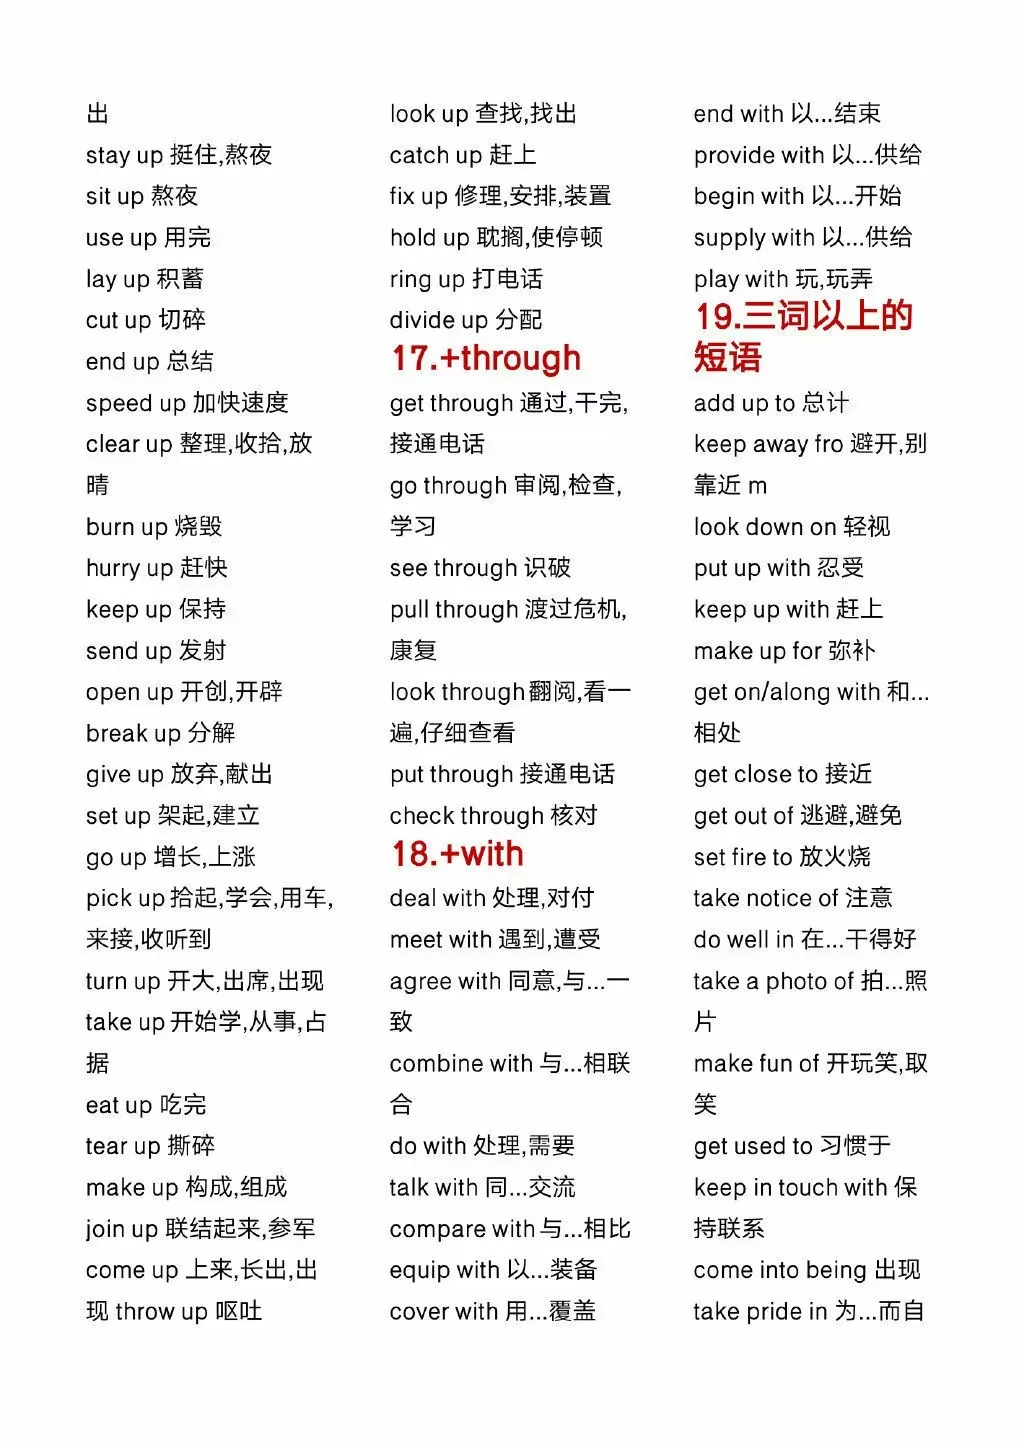 出
stay up 挺住,熬夜
sit up 熬夜
use up 用完
lay up 积蓄
cut up 切碎
end up 总结
speed up 加快速度
clear up 整理,收拾,放
晴
burn up 烧毁
hurry up 赶快
keep up 保持
send up 发射
open up 开创,开辟
break up 分解
give up 放弃,献出
set up 架起,建立
go up 增长,上涨
pick up 拾起,学会,用车,
来接,收听到
turn up 开大,出席,出现
take up 开始学,从事,占
据
eat up 吃完
tear up 撕碎
make up 构成,组成
join up 联结起来,参军
come up 上来,长出,出
现 throw up 呕吐
look up 查找,找出
catch up 赶上
fix up 修理,安排,装置
hold up 耽搁,使停顿
ring up 打电话
divide up 分配
17.+through
get through 通过,干完,
接通电话
go through 审阅,检查,
学习
see through 识破
pull through 渡过危机,
康复
look through 翻阅,看一
遍,仔细查看
put through 接通电话
check through 核对
18.+with
deal with 处理,对付
meet with 遇到,遭受
agree with 同意,与...一
致
combine with 与...相联
合
do with 处理,需要
talk with 同...交流
compare with 与...相比
equip with 以...装备
cover with 用...覆盖
end with 以...结束
provide with 以...供给
begin with 以...开始
supply with 以...供给
play with 玩,玩弄
19.三词以上的
短语
add up to 总计
keep away fro 避开,别
靠近 m
look down on 轻视
put up with 忍受
keep up with 赶上
make up for 弥补
get on/along with 和...
相处
get close to 接近
get out of 逃避,避免
set fire to 放火烧
take notice of 注意
do well in 在...干得好
take a photo of 拍...照
片
make fun of 开玩笑,取
笑
get used to 习惯于
keep in touch with 保
持联系
come into being 出现
take pride in 为...而自